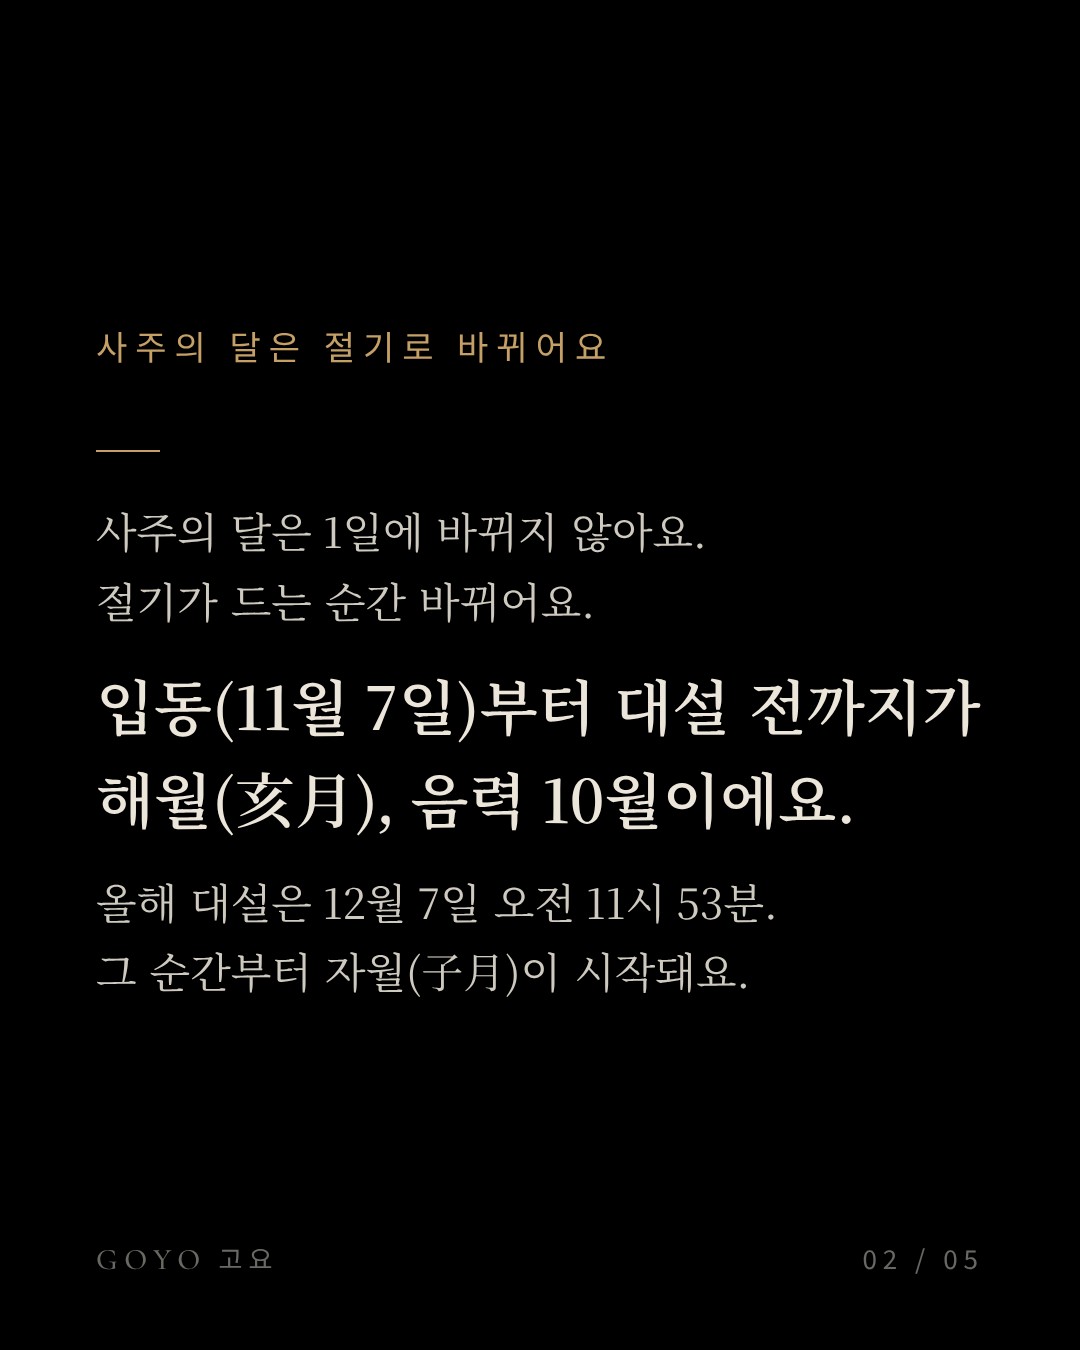 사주의 달은 절기로 바뀌어요
사주의 달은 1일에 바뀌지 않아요.
절기가 드는 순간 바뀌어요.
입동(11월 7일)부터 대설 전까지가
해월(亥月), 음력 10월이에요.
올해 대설은 12월 7일 오전 11시 53분.
그 순간부터 자월(子月)이 시작돼요.
GOYO 고요
02 / 05